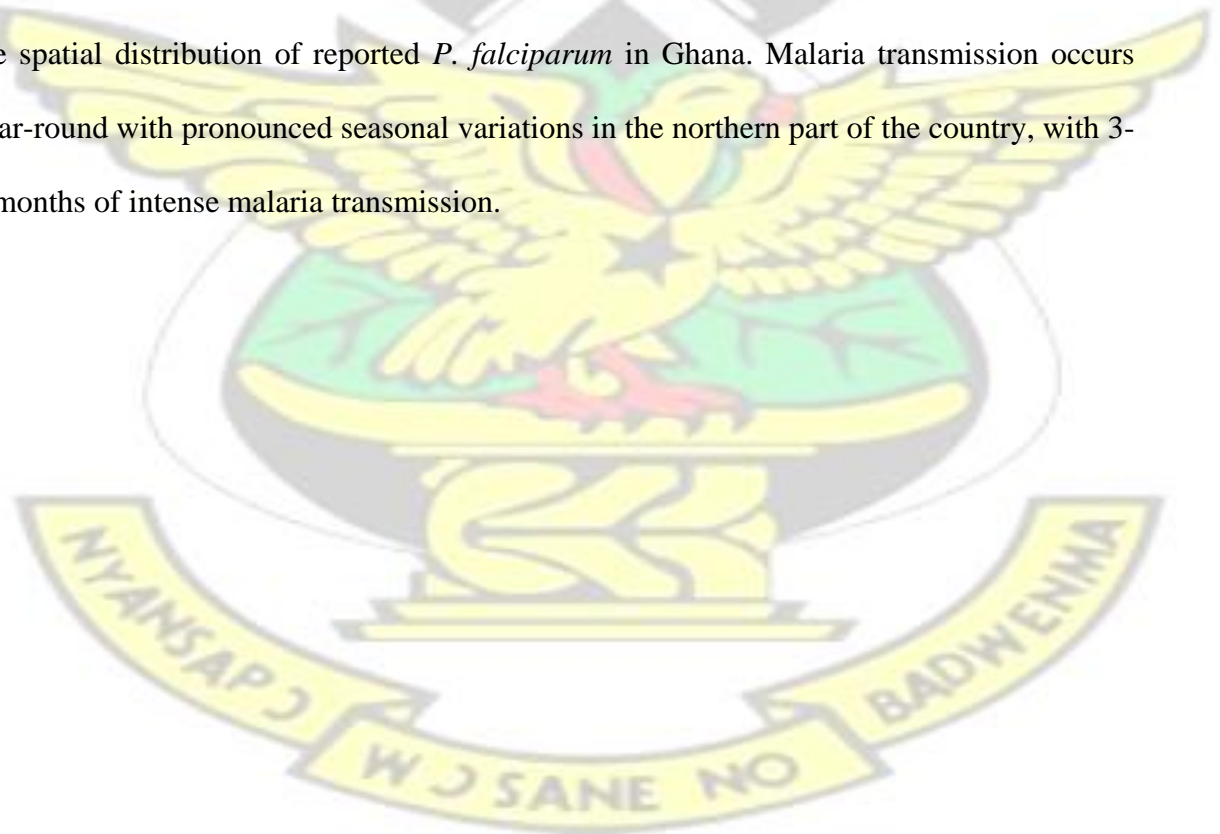 e spatial distribution of reported P. falciparum in Ghana. Malaria transmission occurs
ar-round with pronounced seasonal variations in the northern part of the country, with 3-
months of intense malaria transmission.
NYANSAPƆ
WƆSANE NO
BADWENMA